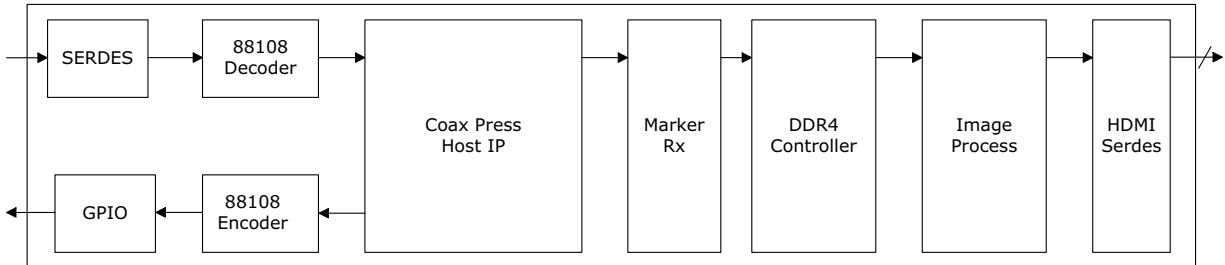 SERDES
88108
Decoder
Coax Press
Host IP
Marker
Rx
DDR4
Controller
Image
Process
HDMI
Serdes
GPIO
88108
Encoder